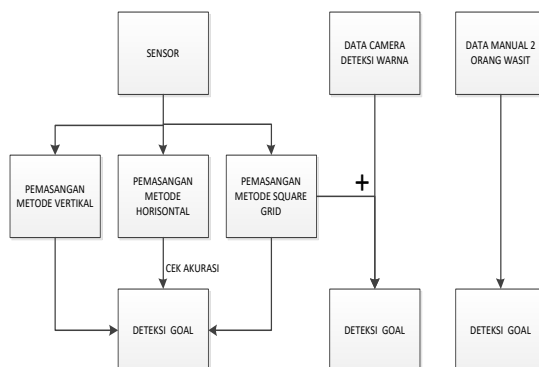 SENSOR
DATA CAMERA
DETEKSI WARNA
DATA MANUAL 2
ORANG WASIT
PEMASANGAN
METODE VERTIKAL
PEMASANGAN
METODE
HORISONTAL
PEMASANGAN
METODE SQUARE
GRID
+
CEK AKURASI
DETEKSI GOAL
DETEKSI GOAL
DETEKSI GOAL